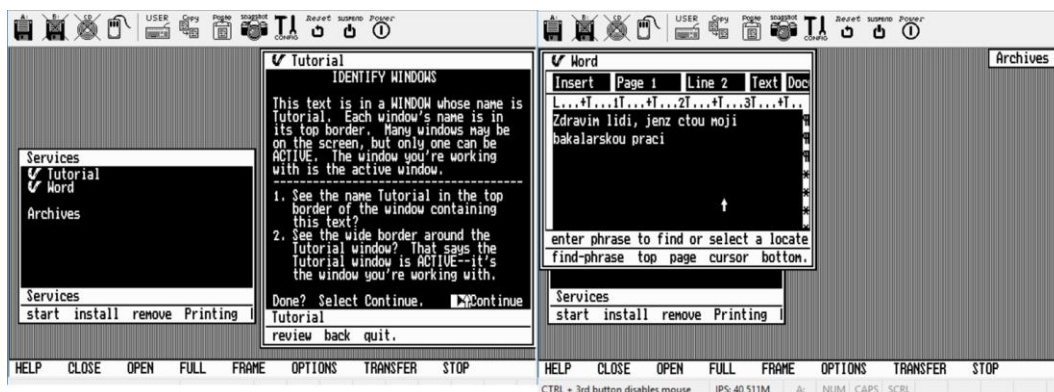 A: B: CD USER Copy Paste snapshot CONFIG Reset SUSPEND Power
Services
Tutorial
Word
Archives
Services
start install remove Printing
Tutorial
IDENTIFY WINDOWS
This text is in a WINDOW whose name is
Tutorial. Each window's name is in
its top border. Many windows may be
on the screen, but only one can be
ACTIVE. The window you're working
with is the active window.
1. See the name Tutorial in the top
border of the window containing
this text?
2. See the wide border around the
Tutorial window? That says the
Tutorial window is ACTIVE--it's
the window you're working with.
Done? Select Continue. Continue
Tutorial
review back quit.
HELP CLOSE OPEN FULL FRAME OPTIONS TRANSFER STOP
A: B: CD USER Copy Paste snapshot CONFIG Reset SUSPEND Power
Word
Insert Page 1 Line 2 Text Doc
L...+T...1T...+T...2T...+T...3T...+T..
Zdravim lidi, jenz ctou moji
bakalarskou praci
enter phrase to find or select a locate
find-phrase top page cursor bottom.
Services
start install remove Printing
Archives
HELP CLOSE OPEN FULL FRAME OPTIONS TRANSFER STOP
CTRL + 3rd button disables mouse IPS: 40.511M A: NUM CAPS SCRL